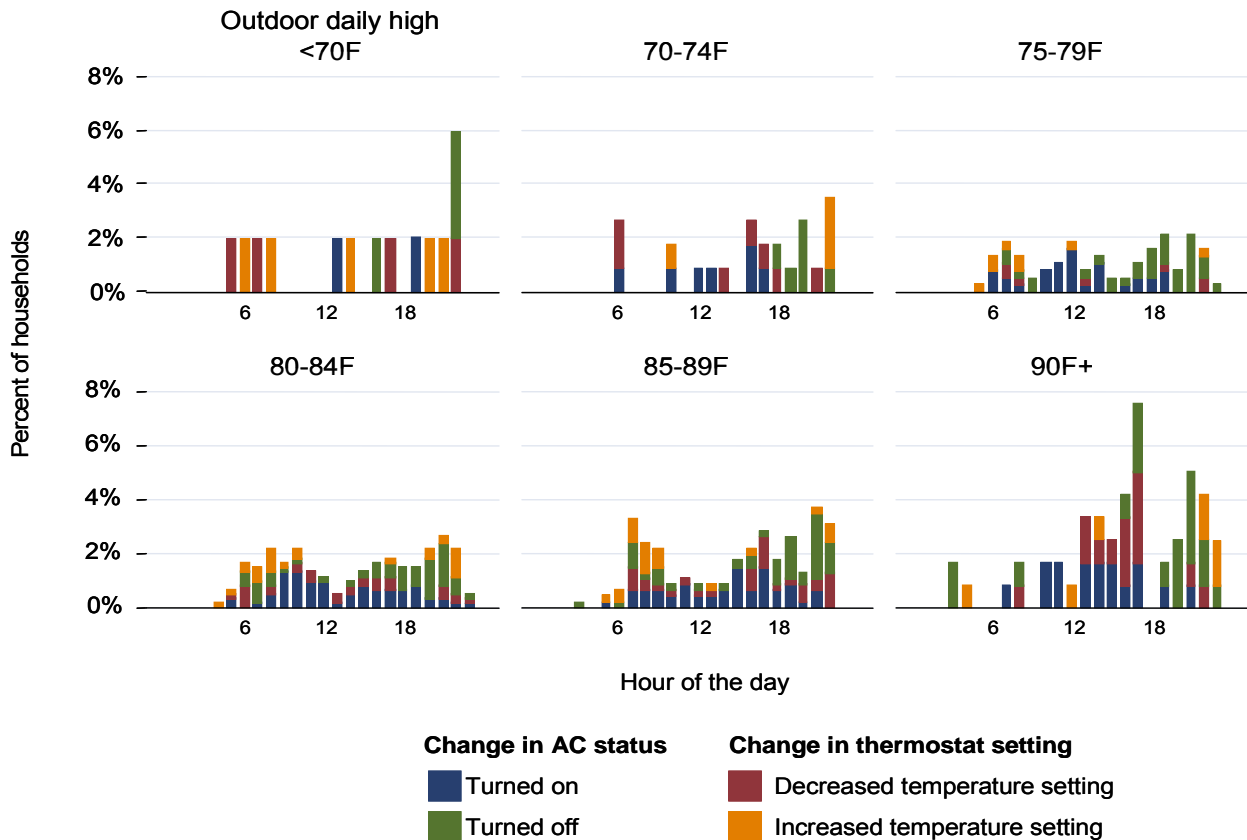 Outdoor daily high
<70F
70-74F
75-79F
8%
6%
4%
2%
0%
6
12
18
6
12
18
6
12
18
80-84F
85-89F
90F+
8%
6%
4%
2%
0%
6
12
18
6
12
18
6
12
18
Percent of households
Hour of the day
Change in AC status
Turned on
Turned off
Change in thermostat setting
Decreased temperature setting
Increased temperature setting